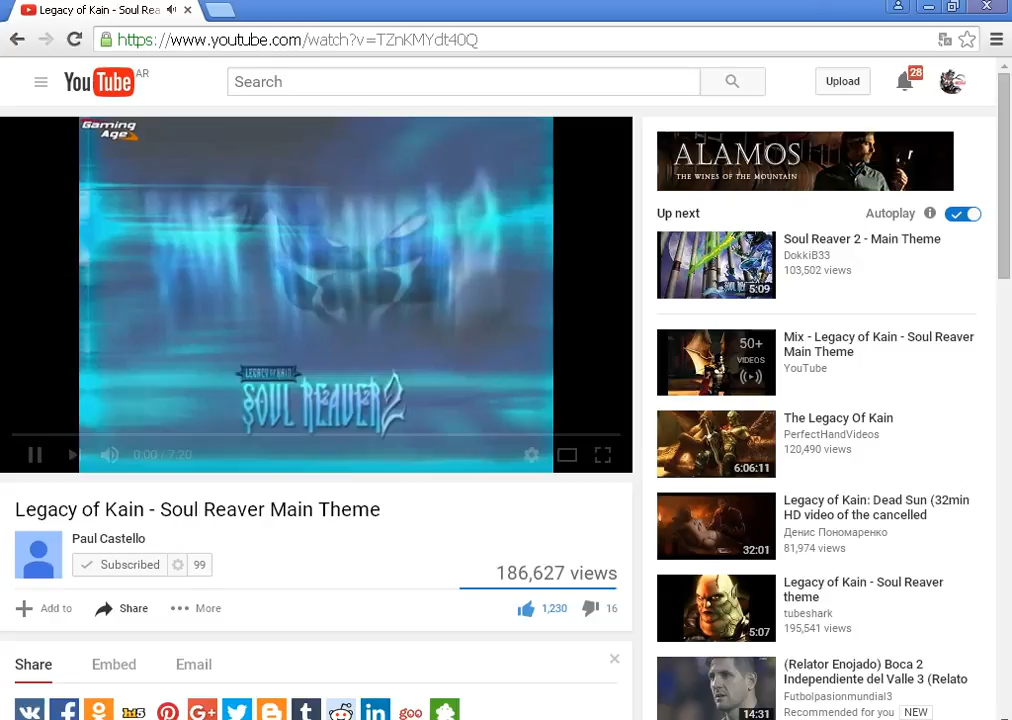 Legacy of Kain - Soul Rea
https://www.youtube.com/watch?v=TZnKMYdt40Q
YouTube AR
Search
Upload
28
Gaming Age
LEGACY OF KAIN
SOUL REAVER 2
0:00 / 7:20
Legacy of Kain - Soul Reaver Main Theme
Paul Castello
Subscribed 99
186,627 views
Add to Share More
1,230 16
Share Embed Email
hi5
goo
ALAMOS
THE WINES OF THE MOUNTAIN
Up next
Autoplay
Soul Reaver 2 - Main Theme
DokkiB33
103,502 views
5:09
Mix - Legacy of Kain - Soul Reaver
Main Theme
YouTube
50+
VIDEOS
The Legacy Of Kain
PerfectHandVideos
120,490 views
6:06:11
Legacy of Kain: Dead Sun (32min
HD video of the cancelled
Денис Пономаренко
81,974 views
32:01
Legacy of Kain - Soul Reaver
theme
tubeshark
195,541 views
5:07
(Relator Enojado) Boca 2
Independiente del Valle 3 (Relato
Futbolpasionmundial3
Recommended for you NEW
14:31